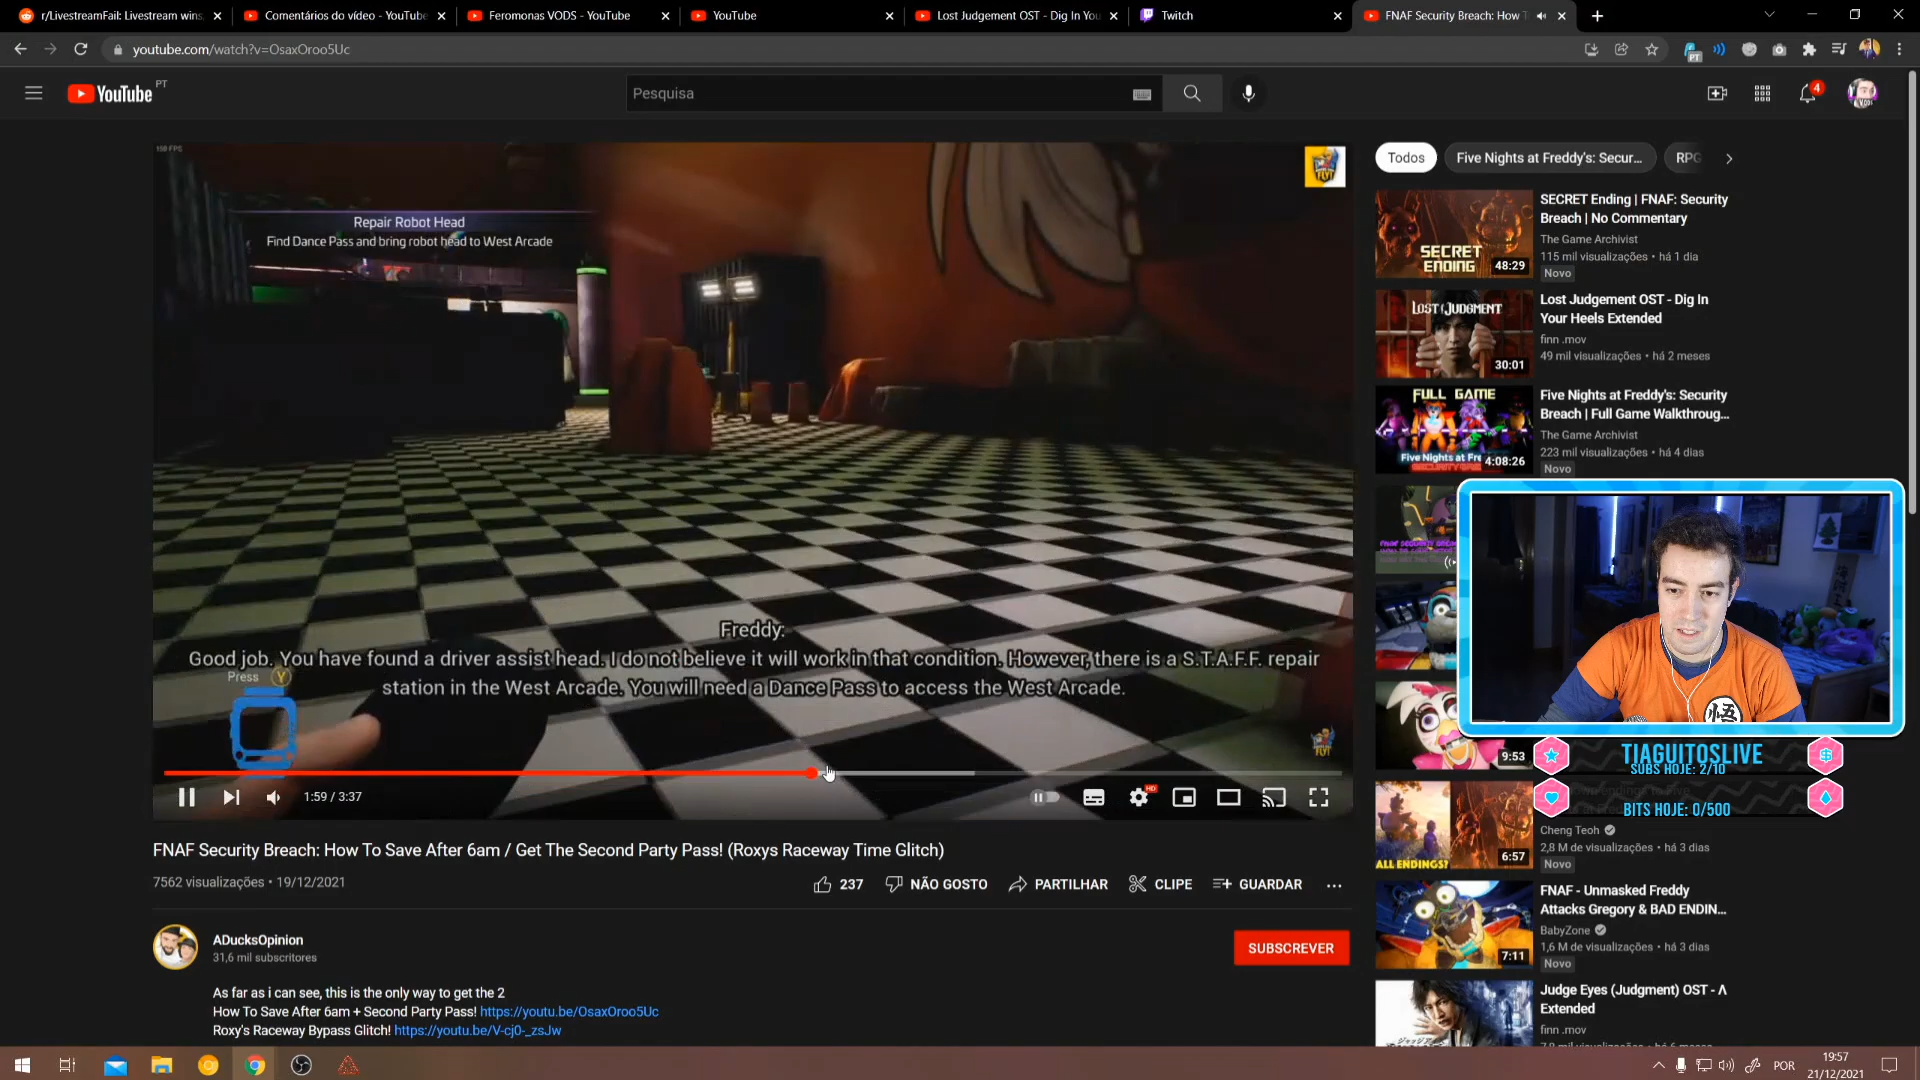 r/LivestreamFail: Livestream wins,
Comentários do vídeo - YouTube
Feromonas VODS - YouTube
YouTube
Lost Judgement OST - Dig In You
Twitch
FNAF Security Breach: How T
youtube.com/watch?v=OsaxOroo5Uc
PT
YouTube PT
Pesquisa
4
158 FPS
Repair Robot Head
Find Dance Pass and bring robot head to West Arcade
FLY!
Freddy:
Good job. You have found a driver assist head. I do not believe it will work in that condition. However, there is a S.T.A.F.F. repair
station in the West Arcade. You will need a Dance Pass to access the West Arcade.
Press Y
FLY!
1:59 / 3:37
HD
FNAF Security Breach: How To Save After 6am / Get The Second Party Pass! (Roxys Raceway Time Glitch)
7562 visualizações • 19/12/2021
237
NÃO GOSTO
PARTILHAR
CLIPE
GUARDAR
ADucksOpinion
31,6 mil subscritores
SUBSCREVER
As far as i can see, this is the only way to get the 2
How To Save After 6am + Second Party Pass! https://youtu.be/OsaxOroo5Uc
Roxy's Raceway Bypass Glitch! https://youtu.be/V-cj0-_zsJw
Todos
Five Nights at Freddy's: Secur...
RPG
SECRET
ENDING
48:29
SECRET Ending | FNAF: Security
Breach | No Commentary
The Game Archivist
115 mil visualizações • há 1 dia
Novo
LOST JUDGMENT
30:01
Lost Judgement OST - Dig In
Your Heels Extended
finn .mov
49 mil visualizações • há 2 meses
FULL GAME
Five Nights at Fre
4:08:26
Five Nights at Freddy's: Security
Breach | Full Game Walkthroug...
The Game Archivist
223 mil visualizações • há 4 dias
Novo
悟
9:53
TIAGUITOSLIVE
SUBS HOJE: 2/10
BITS HOJE: 0/500
ALL ENDINGS?
6:57
Cheng Teoh
2,8 M de visualizações • há 3 dias
Novo
7:11
FNAF - Unmasked Freddy
Attacks Gregory & BAD ENDIN...
BabyZone
1,6 M de visualizações • há 3 dias
Novo
Judge Eyes (Judgment) OST - Λ
Extended
finn .mov
POR
19:57
21/12/2021